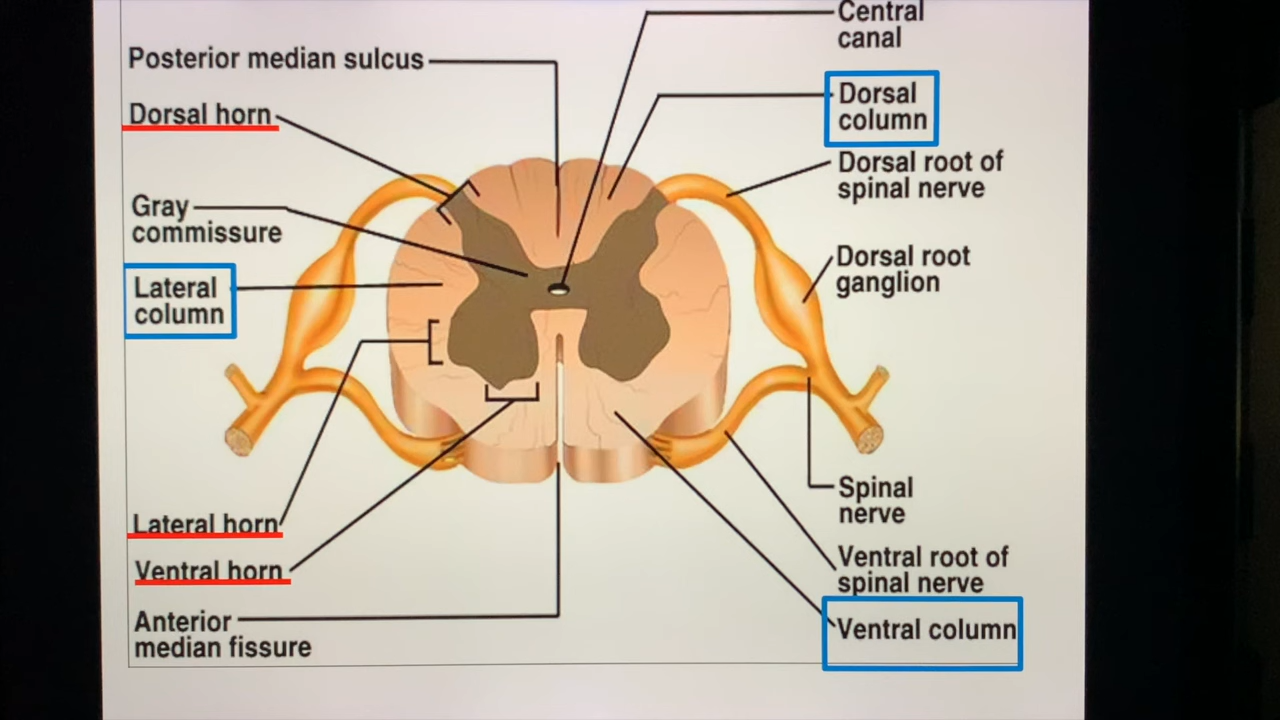 Central
canal
Posterior median sulcus
Dorsal
column
Dorsal horn
Dorsal root of
spinal nerve
Gray
commissure
Dorsal root
ganglion
Lateral
column
Spinal
nerve
Lateral horn
Ventral root of
spinal nerve
Ventral horn
Anterior
median fissure
Ventral column